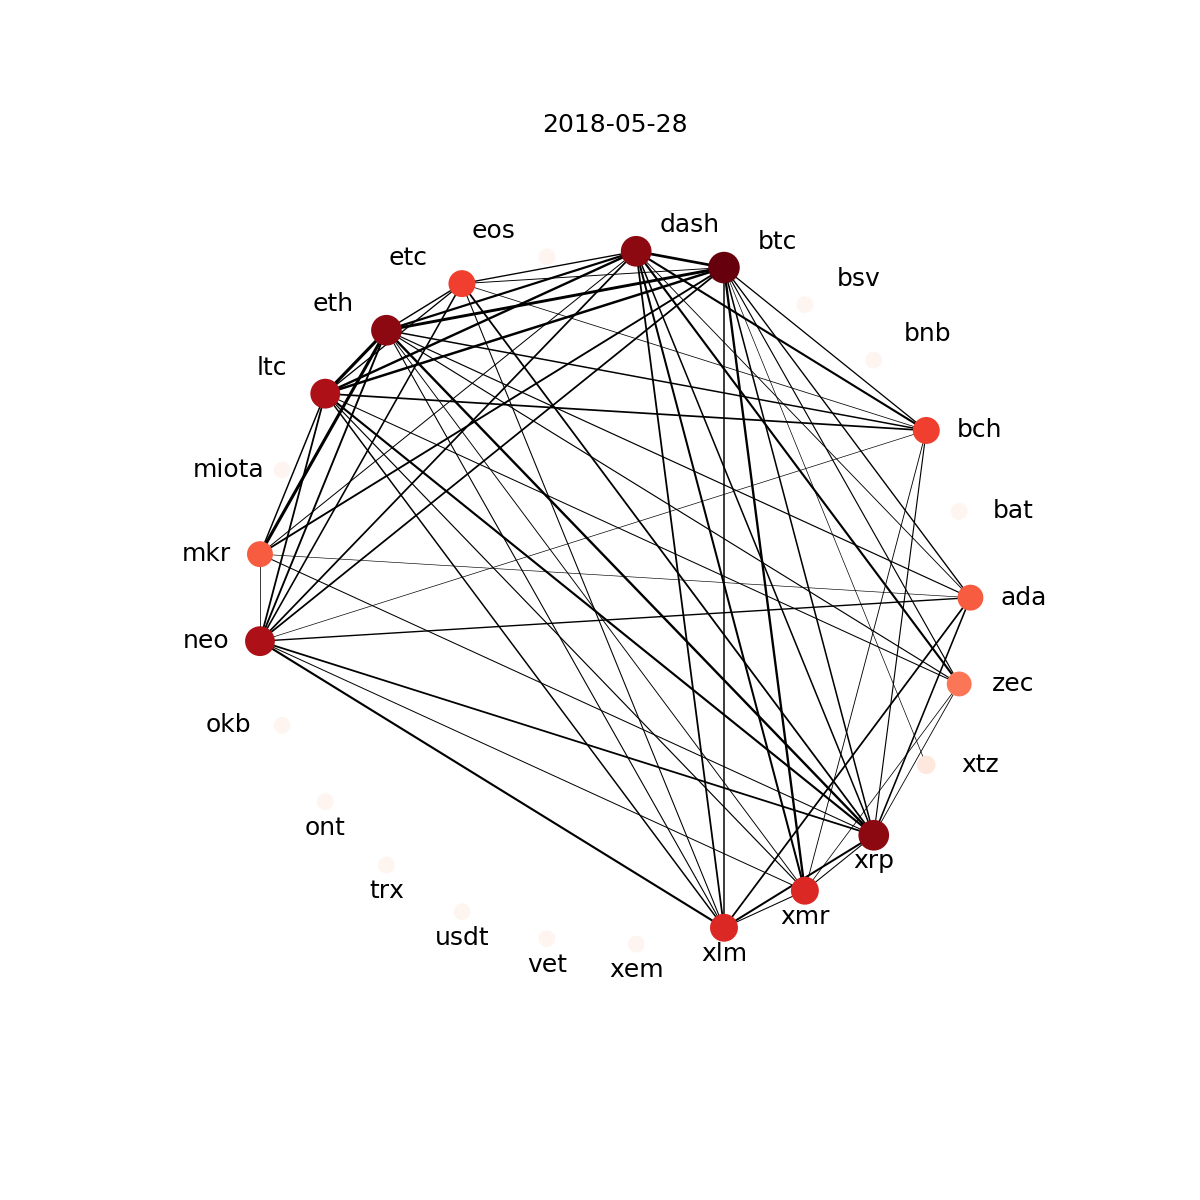 2018-05-28
dash
eos
btc
etc
bsv
eth
bnb
ltc
bch
miota
bat
mkr
ada
neo
zec
okb
xtz
ont
xrp
trx
xmr
usdt
xlm
vet
xem